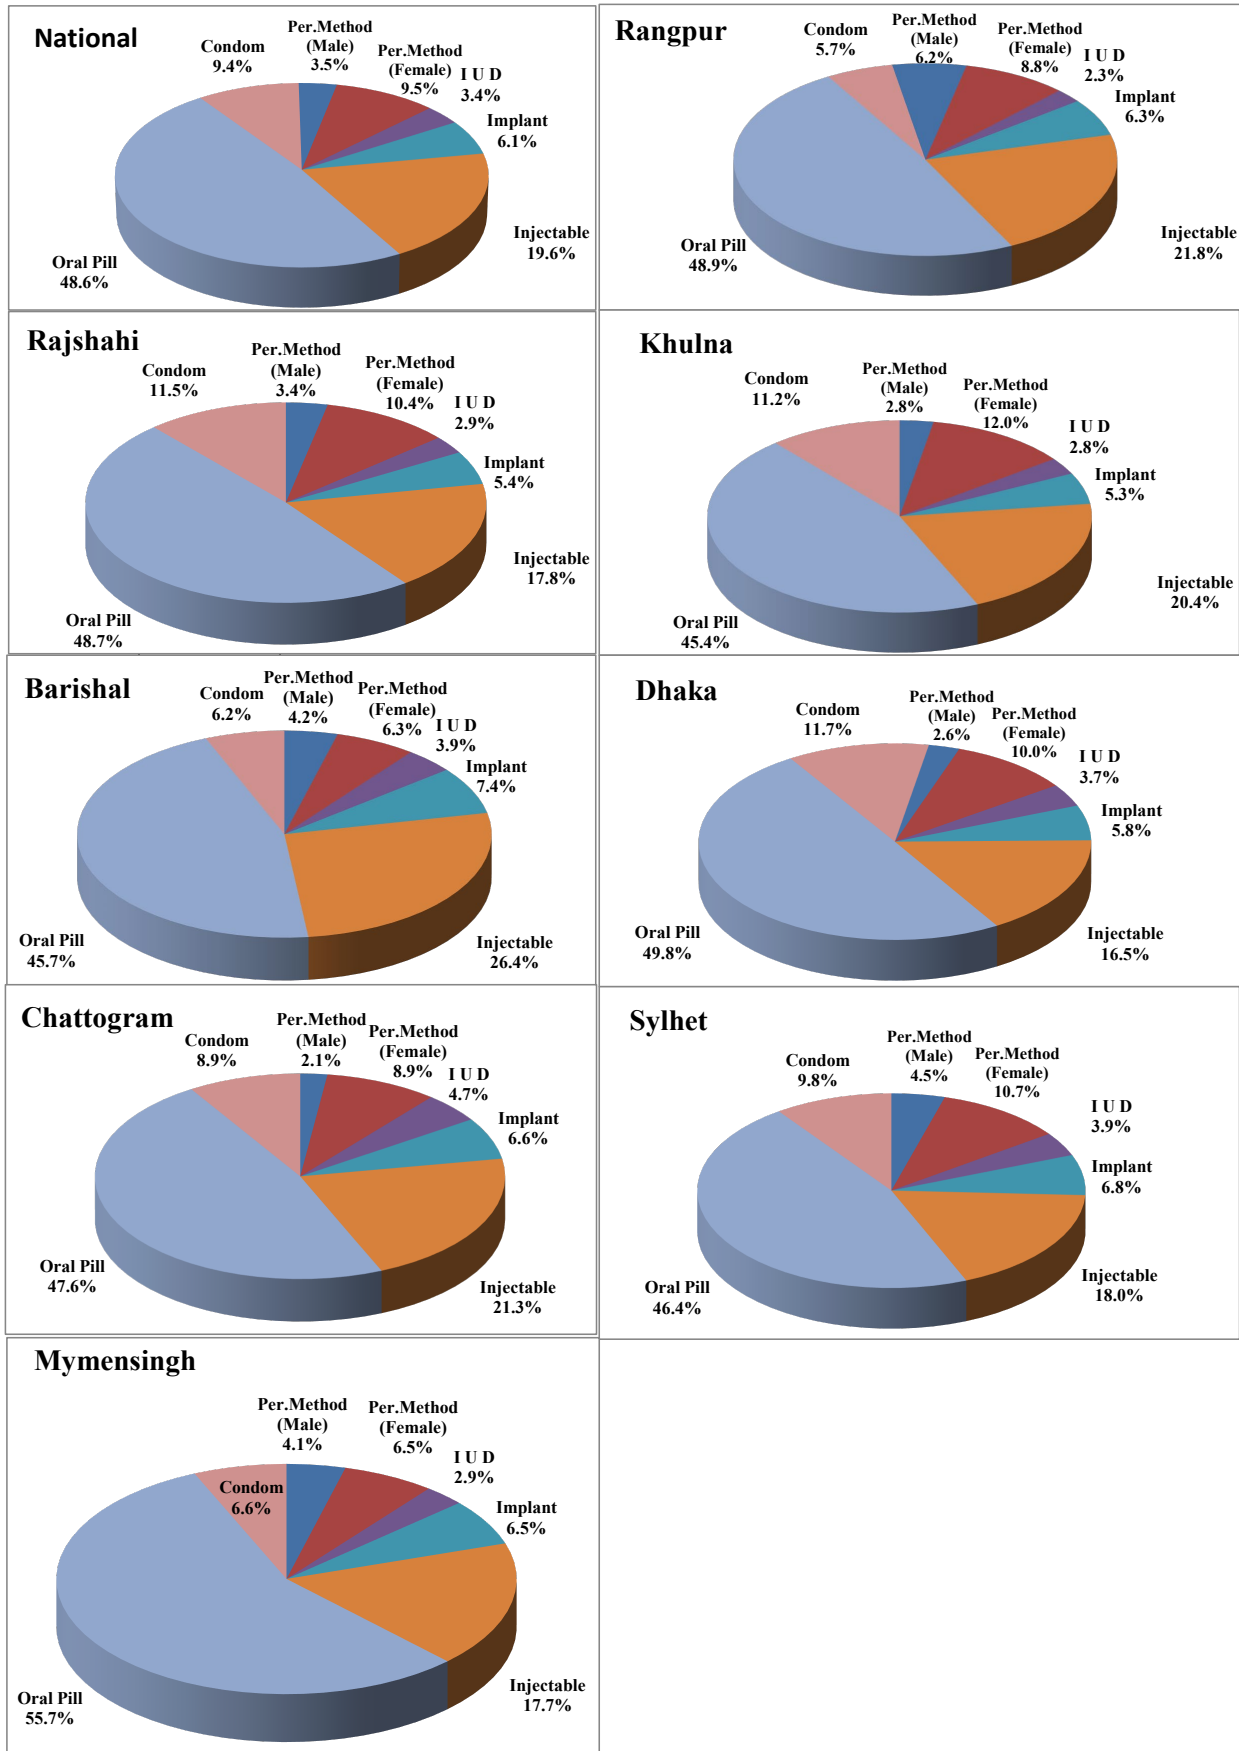 National
Condom
9.4%
Per.Method
(Male)
3.5%
Per.Method
(Female)
9.5%
I U D
3.4%
Implant
6.1%
Injectable
19.6%
Oral Pill
48.6%
Rangpur
Condom
5.7%
Per.Method
(Male)
6.2%
Per.Method
(Female)
8.8%
I U D
2.3%
Implant
6.3%
Injectable
21.8%
Oral Pill
48.9%
Rajshahi
Condom
11.5%
Per.Method
(Male)
3.4%
Per.Method
(Female)
10.4%
I U D
2.9%
Implant
5.4%
Injectable
17.8%
Oral Pill
48.7%
Khulna
Condom
11.2%
Per.Method
(Male)
2.8%
Per.Method
(Female)
12.0%
I U D
2.8%
Implant
5.3%
Injectable
20.4%
Oral Pill
45.4%
Barishal
Condom
6.2%
Per.Method
(Male)
4.2%
Per.Method
(Female)
6.3%
I U D
3.9%
Implant
7.4%
Injectable
26.4%
Oral Pill
45.7%
Dhaka
Condom
11.7%
Per.Method
(Male)
2.6%
Per.Method
(Female)
10.0%
I U D
3.7%
Implant
5.8%
Injectable
16.5%
Oral Pill
49.8%
Chattogram
Condom
8.9%
Per.Method
(Male)
2.1%
Per.Method
(Female)
8.9%
I U D
4.7%
Implant
6.6%
Injectable
21.3%
Oral Pill
47.6%
Sylhet
Condom
9.8%
Per.Method
(Male)
4.5%
Per.Method
(Female)
10.7%
I U D
3.9%
Implant
6.8%
Injectable
18.0%
Oral Pill
46.4%
Mymensingh
Condom
6.6%
Per.Method
(Male)
4.1%
Per.Method
(Female)
6.5%
I U D
2.9%
Implant
6.5%
Injectable
17.7%
Oral Pill
55.7%